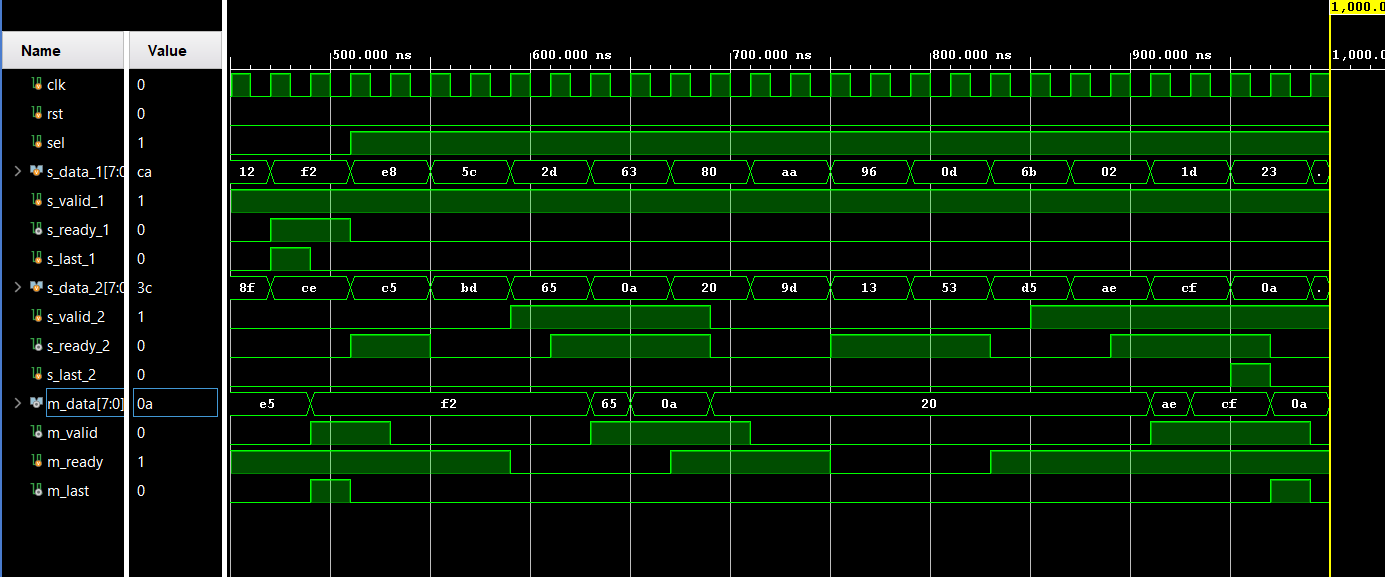 1,000.0
Name Value 500.000 ns 600.000 ns 700.000 ns 800.000 ns 900.000 ns 1,000.0
clk 0
rst 0
sel 1
s_data_1[7:0 ca 12 f2 e8 5c 2d 63 80 aa 96 0d 6b 02 1d 23 .
s_valid_1 1
s_ready_1 0
s_last_1 0
s_data_2[7:0 3c 8f ce c5 bd 65 0a 20 9d 13 53 d5 ae cf 0a .
s_valid_2 1
s_ready_2 0
s_last_2 0
m_data[7:0] 0a e5 f2 65 0a 20 ae cf 0a
m_valid 0
m_ready 1
m_last 0